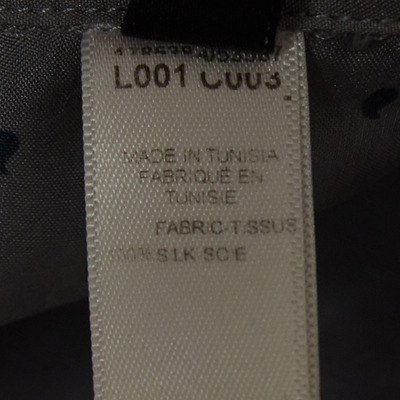 L001 C003
MADE IN TUNISIA
FABRIQUÉ EN
TUNISIE
FABRIC-TISSUS
100% SILK SOIE